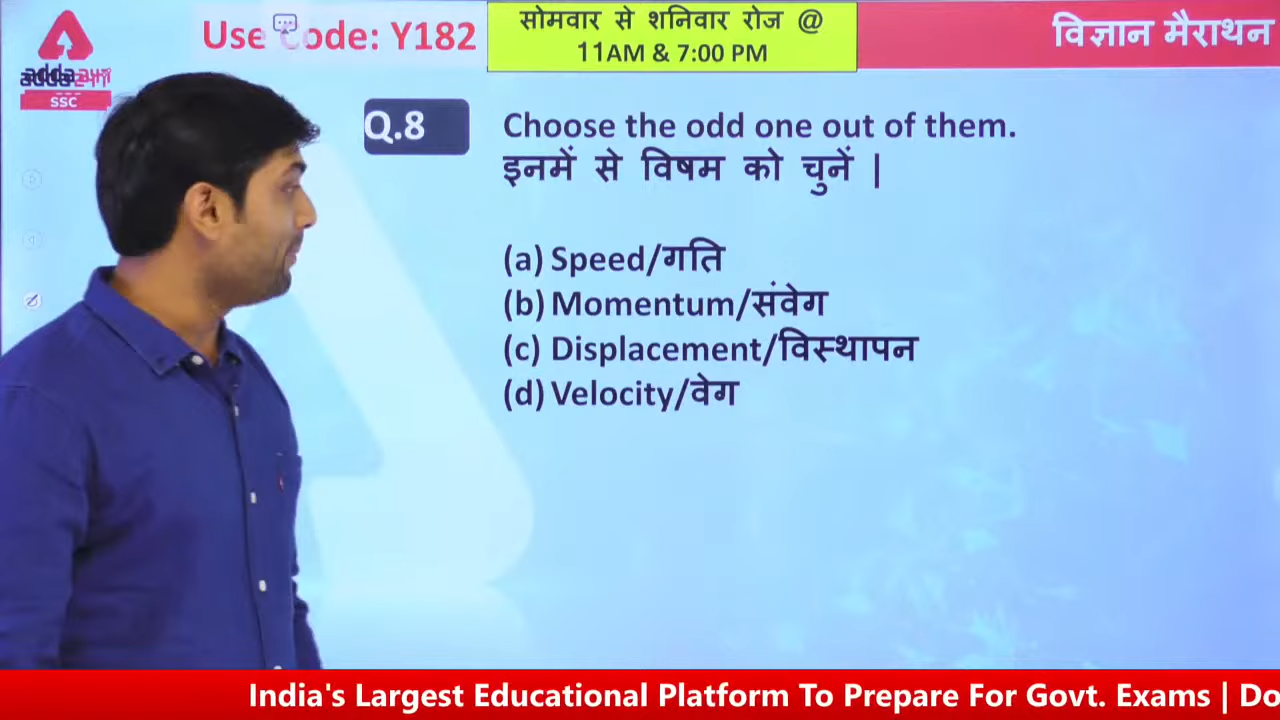 Use Code: Y182
सोमवार से शनिवार रोज @
11AM & 7:00 PM
विज्ञान मैराथन
SSC
Q.8
Choose the odd one out of them.
इनमें से विषम को चुनें |
(a) Speed/गति
(b) Momentum/संवेग
(c) Displacement/विस्थापन
(d) Velocity/वेग
India's Largest Educational Platform To Prepare For Govt. Exams | Do